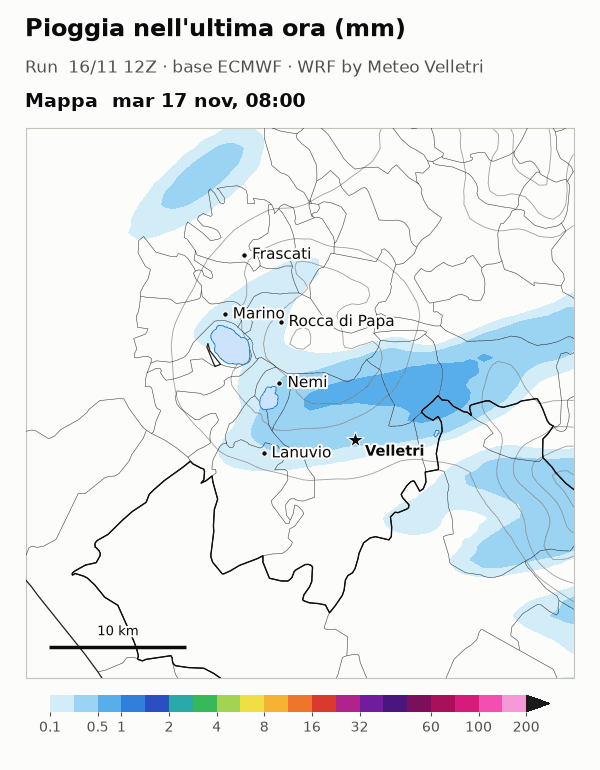 Pioggia nell'ultima ora (mm)
Run 16/11 12Z · base ECMWF · WRF by Meteo Velletri
Mappa mar 17 nov, 08:00
Frascati
Marino
Rocca di Papa
Nemi
Velletri
Lanuvio
10 km
0.1 0.5 1 2 4 8 16 32 60 100 200